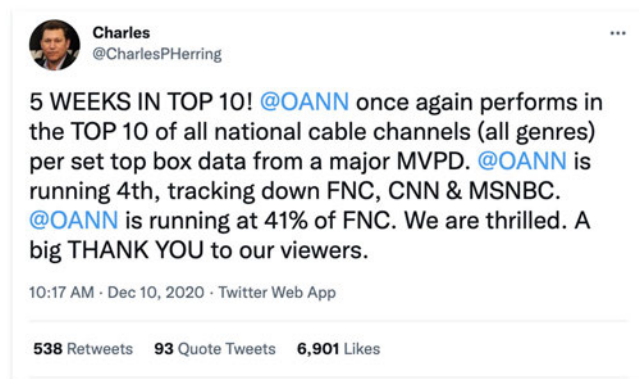 Charles
@CharlesPHerring
5 WEEKS IN TOP 10! @OANN once again performs in
the TOP 10 of all national cable channels (all genres)
per set top box data from a major MVPD. @OANN is
running 4th, tracking down FNC, CNN & MSNBC.
@OANN is running at 41% of FNC. We are thrilled. A
big THANK YOU to our viewers.
10:17 AM · Dec 10, 2020 · Twitter Web App
538 Retweets 93 Quote Tweets 6,901 Likes